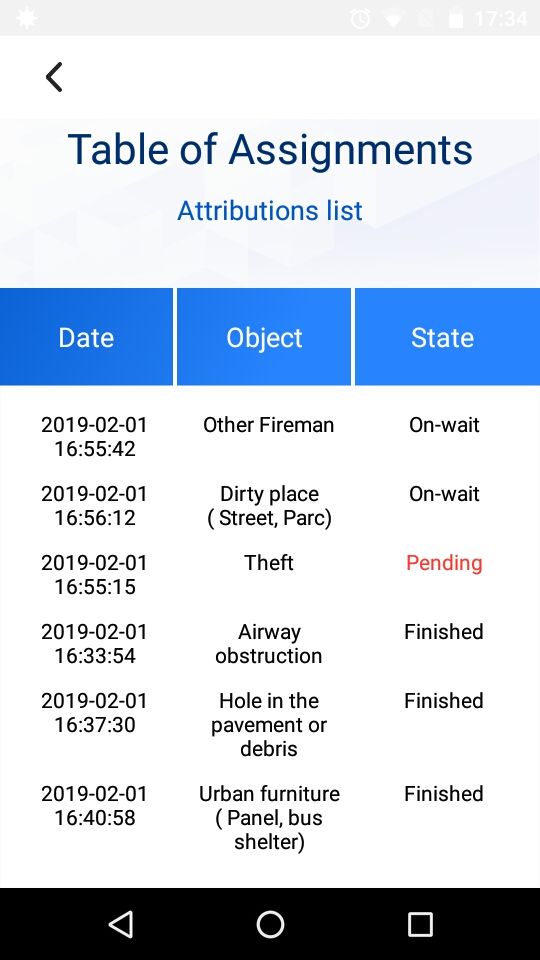 17:34
Table of Assignments
Attributions list
Date Object State
2019-02-01 Other Fireman On-wait
16:55:42
2019-02-01 Dirty place On-wait
16:56:12 ( Street, Parc)
2019-02-01 Theft Pending
16:55:15
2019-02-01 Airway Finished
16:33:54 obstruction
2019-02-01 Hole in the Finished
16:37:30 pavement or
debris
2019-02-01 Urban furniture Finished
16:40:58 ( Panel, bus
shelter)